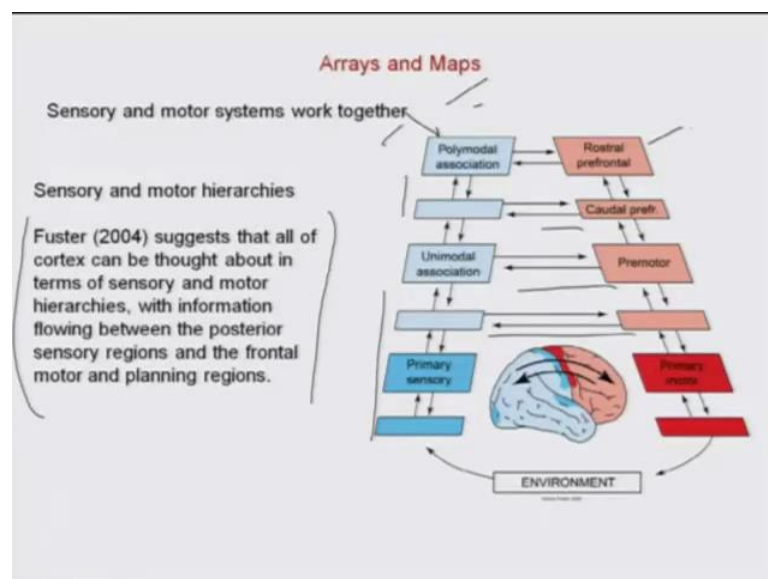 Arrays and Maps
Sensory and motor systems work together
Polymodal
association
Rostral
prefrontal
Sensory and motor hierarchies
Caudal prefr.
Fuster (2004) suggests that all of
cortex can be thought about in
terms of sensory and motor
hierarchies, with information
flowing between the posterior
sensory regions and the frontal
motor and planning regions.
Unimodal
association
Premotor
Primary
sensory
Primary
motor
ENVIRONMENT